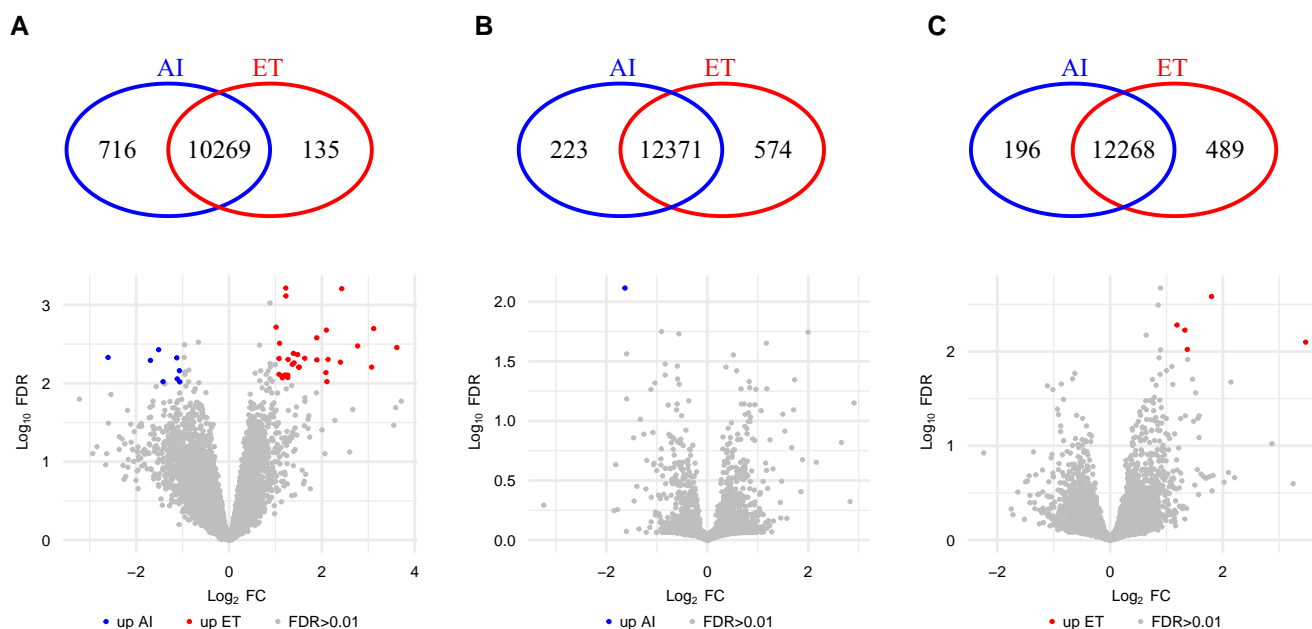 A
B
C
AI ET
AI ET
AI ET
716 10269 135
223 12371 574
196 12268 489
3
2
1
0
Log₁₀ FDR
−2 0 2 4
Log₂ FC
up AI up ET FDR>0.01
2.0
1.5
1.0
0.5
0.0
Log₁₀ FDR
−2 0 2
Log₂ FC
up AI FDR>0.01
2
1
0
Log₁₀ FDR
−2 0 2
Log₂ FC
up ET FDR>0.01